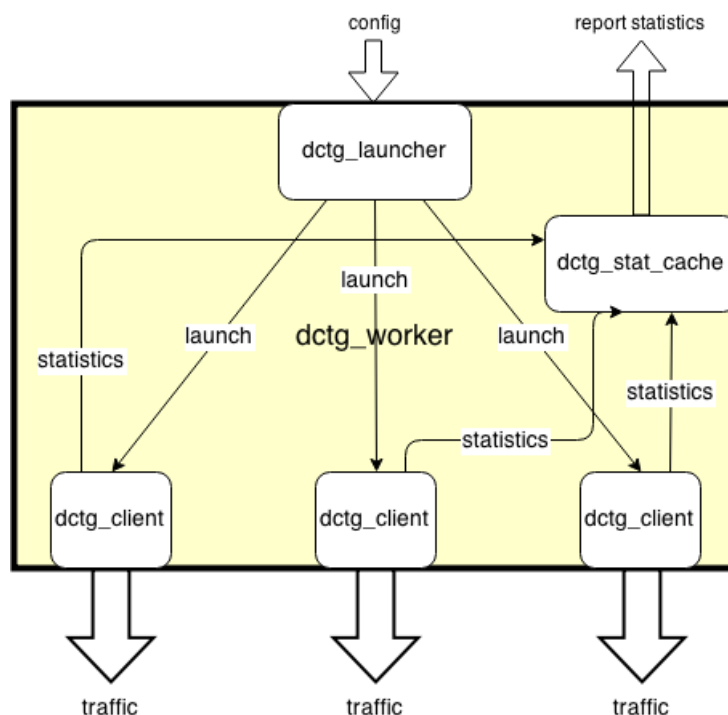 config
report statistics
dctg_launcher
dctg_stat_cache
launch
launch
dctg_worker
launch
statistics
statistics
statistics
dctg_client
dctg_client
dctg_client
traffic
traffic
traffic